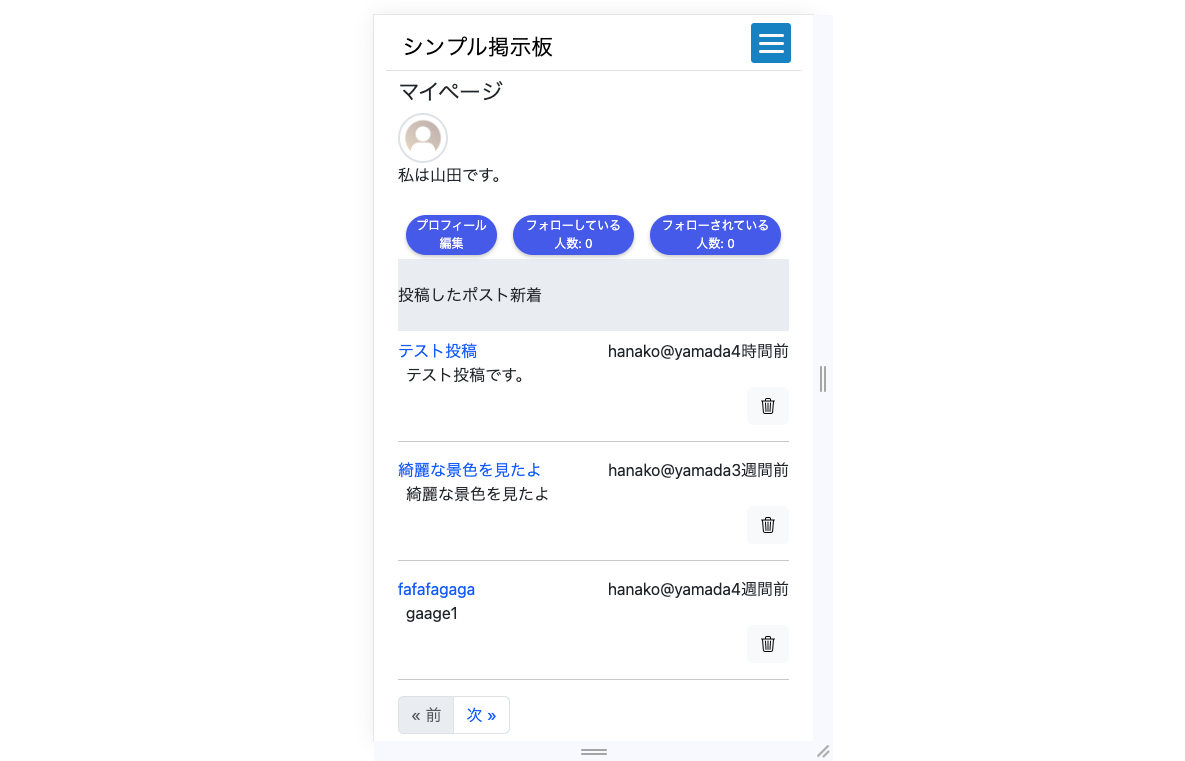 シンプル掲示板
マイページ
私は山田です。
プロフィール
編集
フォローしている
人数: 0
フォローされている
人数: 0
投稿したポスト新着
テスト投稿 hanako@yamada4時間前
テスト投稿です。
綺麗な景色を見たよ hanako@yamada3週間前
綺麗な景色を見たよ
fafafagaga hanako@yamada4週間前
gaage1
« 前 次 »